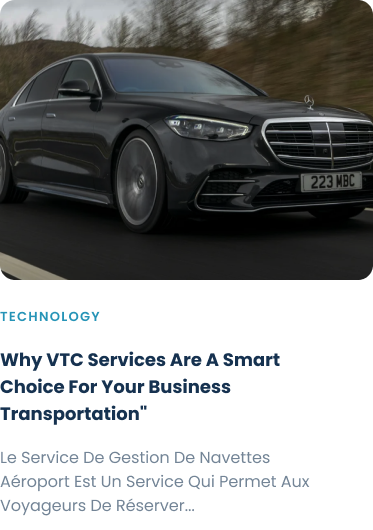 223 MBC
TECHNOLOGY
Why VTC Services Are A Smart
Choice For Your Business
Transportation"
Le Service De Gestion De Navettes
Aéroport Est Un Service Qui Permet Aux
Voyageurs De Réserver...